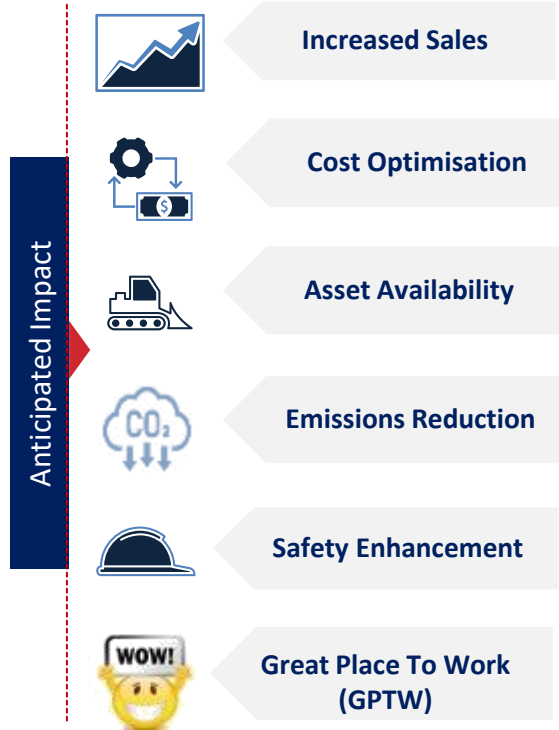 Anticipated Impact
Increased Sales
Cost Optimisation
$
Asset Availability
CO₂
Emissions Reduction
Safety Enhancement
WOW!
Great Place To Work
(GPTW)